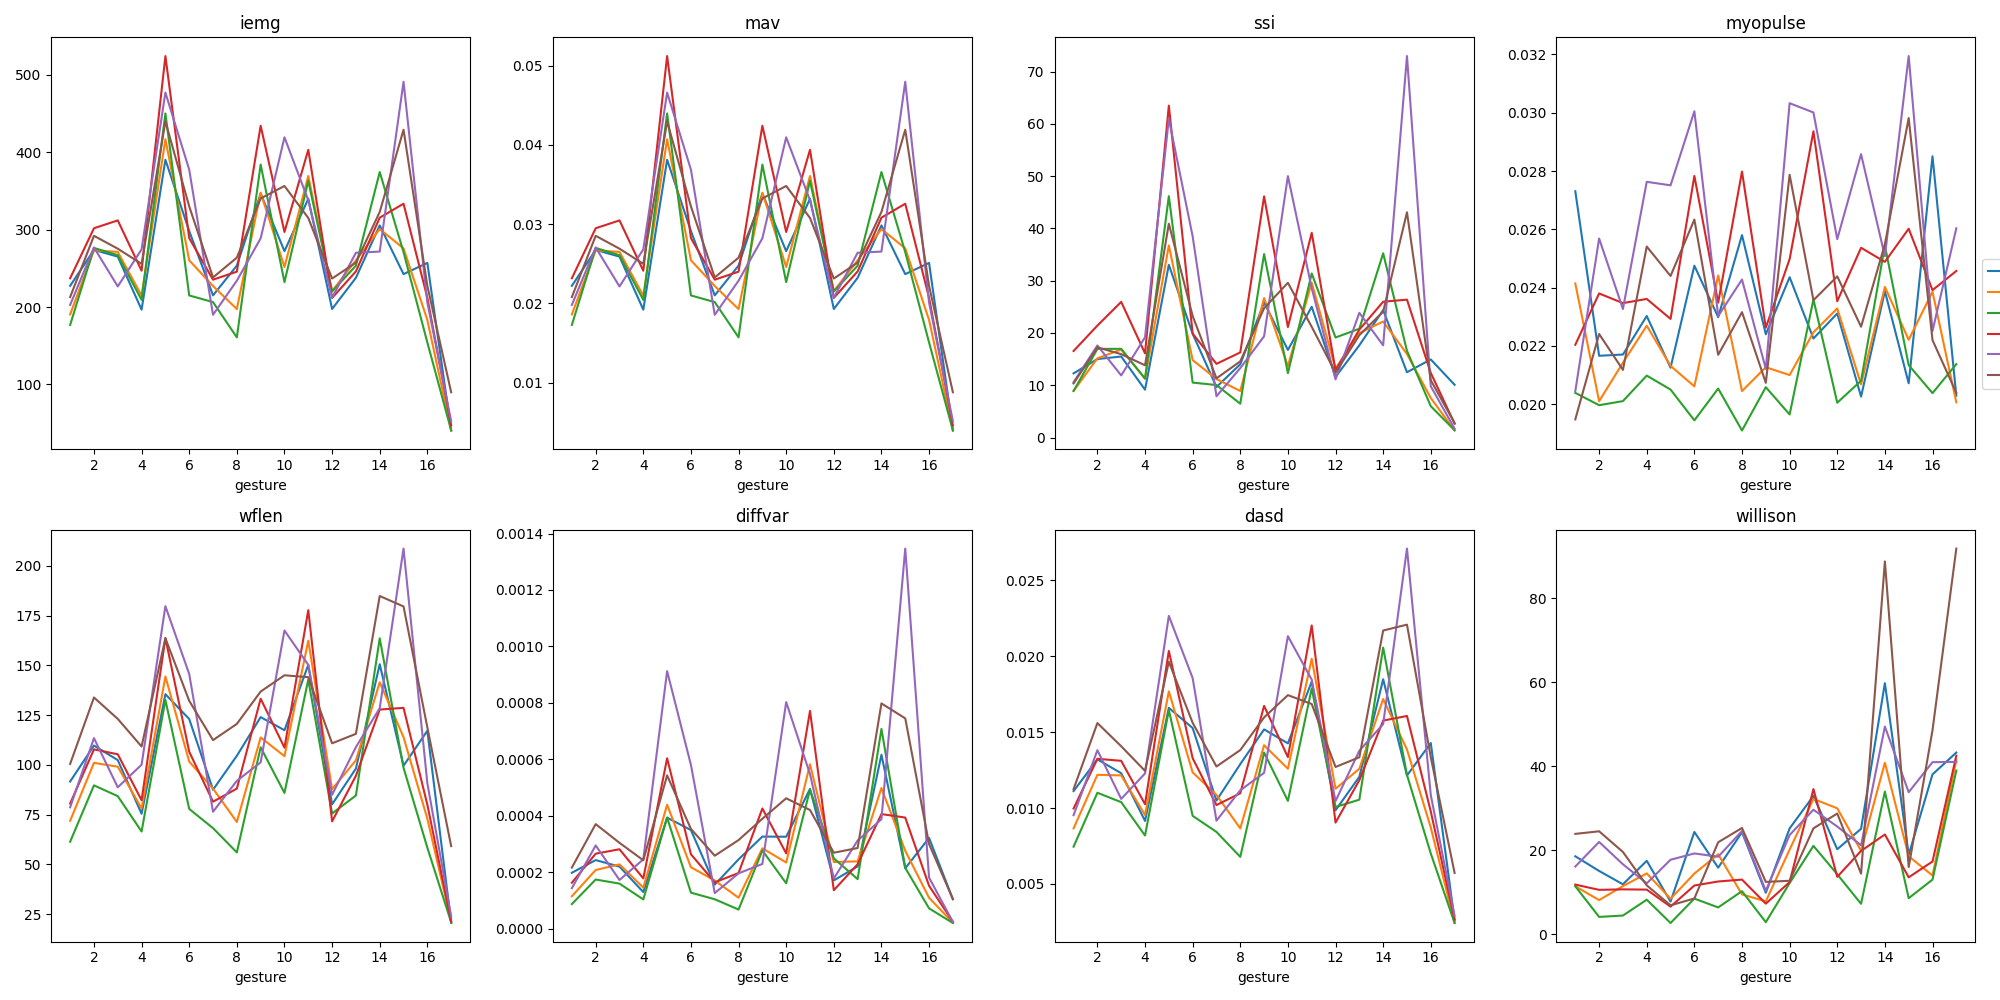 iemg
mav
ssi
myopulse
500
400
300
200
100
2 4 6 8 10 12 14 16
gesture
0.05
0.04
0.03
0.02
0.01
2 4 6 8 10 12 14 16
gesture
70
60
50
40
30
20
10
0
2 4 6 8 10 12 14 16
gesture
0.032
0.030
0.028
0.026
0.024
0.022
0.020
2 4 6 8 10 12 14 16
gesture
wflen
diffvar
dasd
willison
200
175
150
125
100
75
50
25
2 4 6 8 10 12 14 16
gesture
0.0014
0.0012
0.0010
0.0008
0.0006
0.0004
0.0002
0.0000
2 4 6 8 10 12 14 16
gesture
0.025
0.020
0.015
0.010
0.005
2 4 6 8 10 12 14 16
gesture
80
60
40
20
0
2 4 6 8 10 12 14 16
gesture